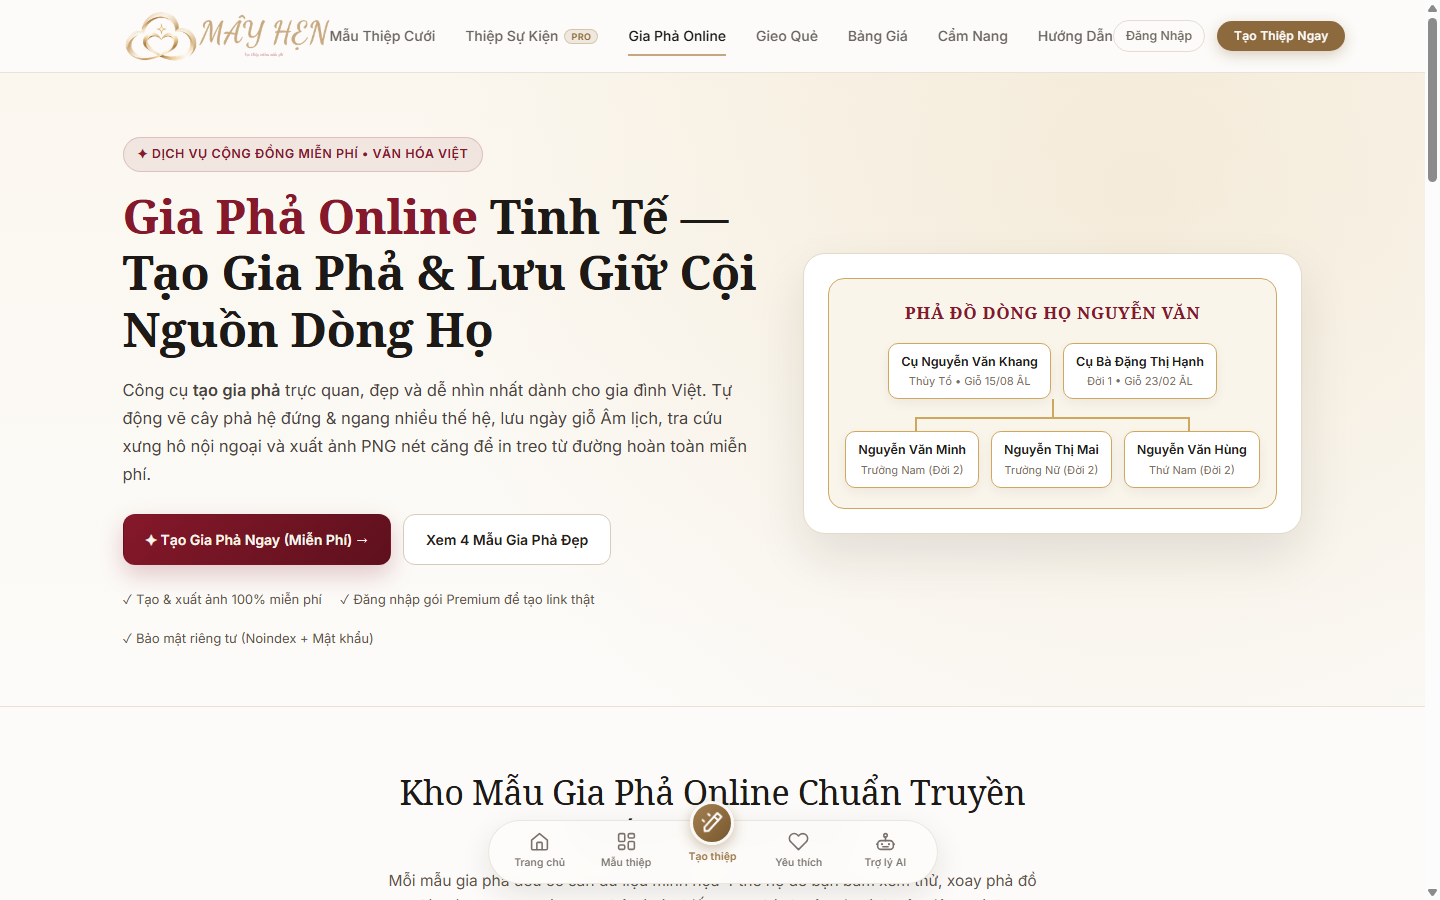 MÂY HẸN
Mẫu Thiệp Cưới
Thiệp Sự Kiện PRO
Gia Phả Online
Gieo Quẻ
Bảng Giá
Cẩm Nang
Hướng Dẫn
Đăng Nhập
Tạo Thiệp Ngay
✦ DỊCH VỤ CỘNG ĐỒNG MIỄN PHÍ • VĂN HÓA VIỆT
Gia Phả Online Tinh Tế —
Tạo Gia Phả & Lưu Giữ Cội
Nguồn Dòng Họ
Công cụ tạo gia phả trực quan, đẹp và dễ nhìn nhất dành cho gia đình Việt. Tự
động vẽ cây phả hệ đứng & ngang nhiều thế hệ, lưu ngày giỗ Âm lịch, tra cứu
xưng hô nội ngoại và xuất ảnh PNG nét căng để in treo từ đường hoàn toàn miễn
phí.
✦ Tạo Gia Phả Ngay (Miễn Phí) →
Xem 4 Mẫu Gia Phả Đẹp
✓ Tạo & xuất ảnh 100% miễn phí
✓ Đăng nhập gói Premium để tạo link thật
✓ Bảo mật riêng tư (Noindex + Mật khẩu)
PHẢ ĐỒ DÒNG HỌ NGUYỄN VĂN
Cụ Nguyễn Văn Khang
Thủy Tổ • Giỗ 15/08 ÂL
Cụ Bà Đặng Thị Hạnh
Đời 1 • Giỗ 23/02 ÂL
Nguyễn Văn Minh
Trưởng Nam (Đời 2)
Nguyễn Thị Mai
Trưởng Nữ (Đời 2)
Nguyễn Văn Hùng
Thứ Nam (Đời 2)
Kho Mẫu Gia Phả Online Chuẩn Truyền
Trang chủ
Mẫu thiệp
Tạo thiệp
Yêu thích
Trợ lý AI
Mỗi mẫu gia phả
thử, xoay phả đồ